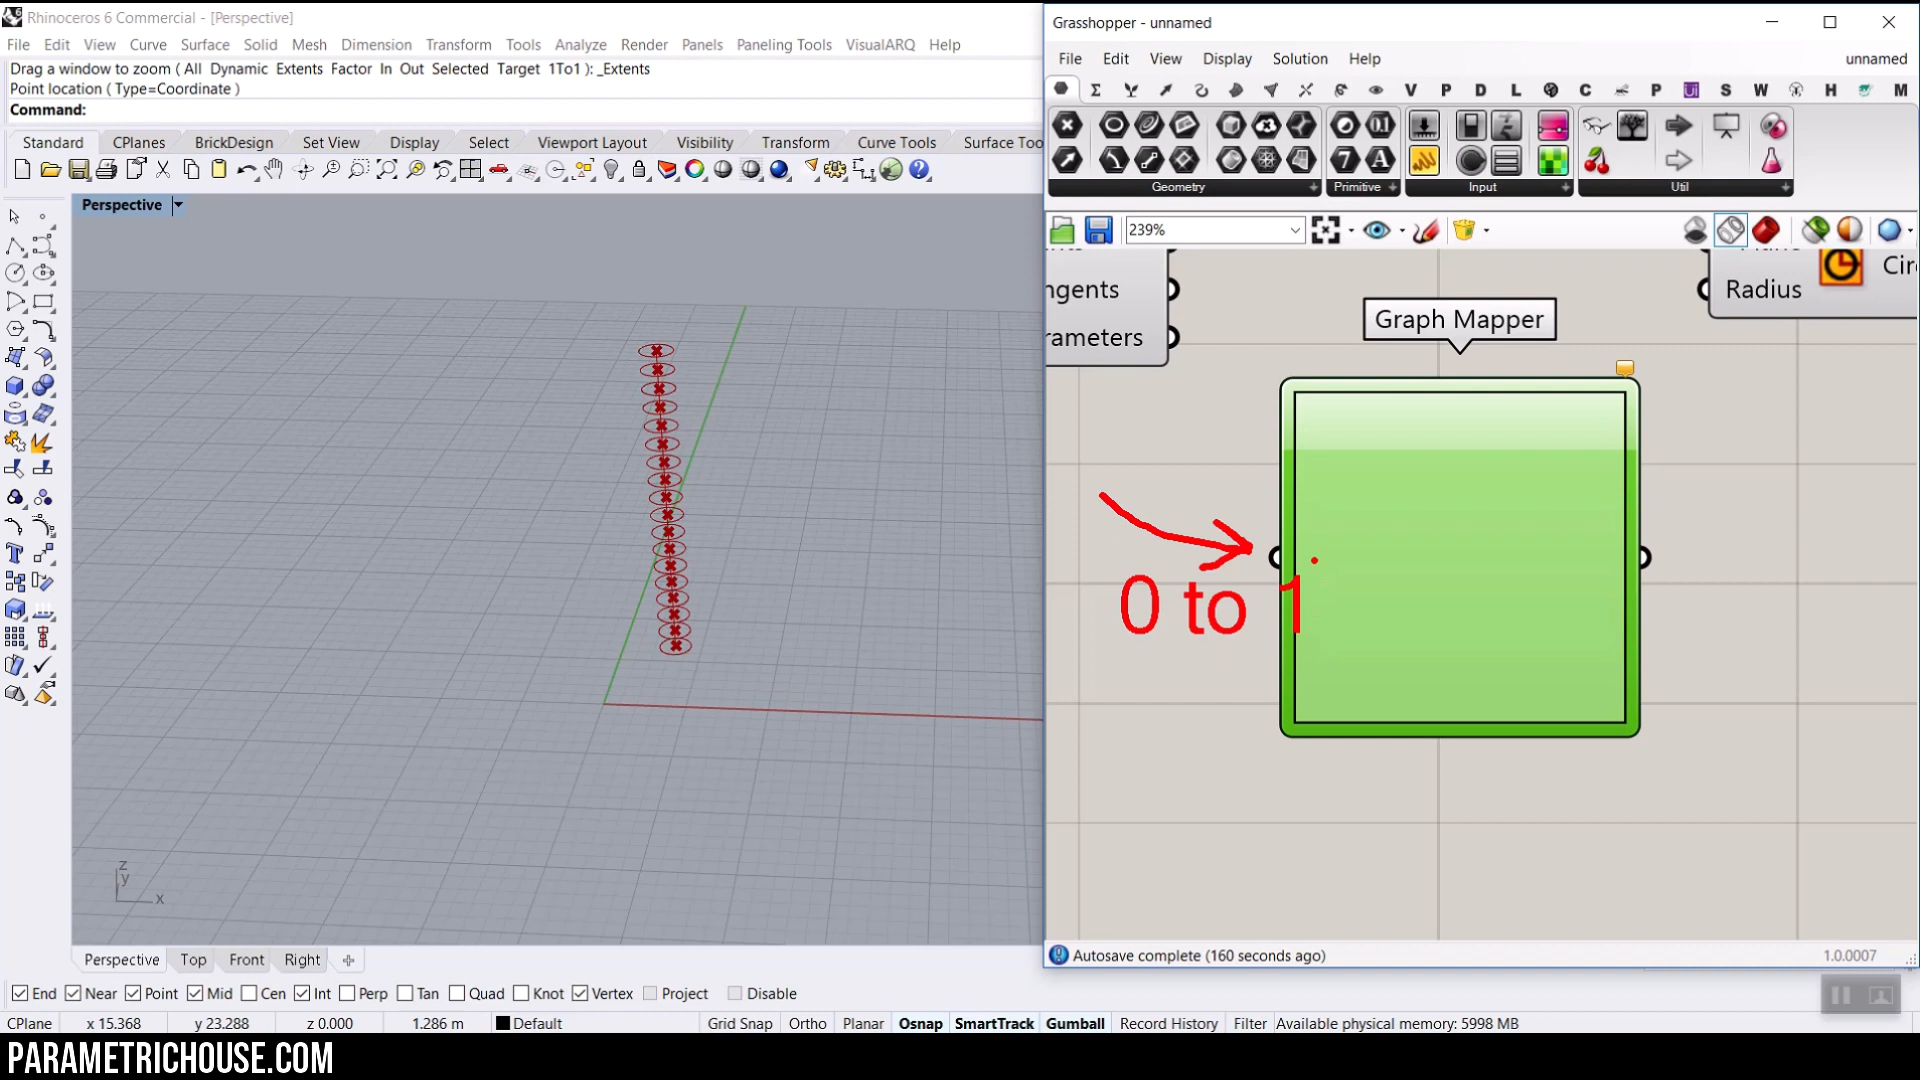 Rhinoceros 6 Commercial - [Perspective]
File Edit View Curve Surface Solid Mesh Dimension Transform Tools Analyze Render Panels Paneling Tools VisualARQ Help
Drag a window to zoom ( All Dynamic Extents Factor In Out Selected Target 1To1 ): _Extents
Point location ( Type=Coordinate )
Command:
Standard CPlanes BrickDesign Set View Display Select Viewport Layout Visibility Transform Curve Tools Surface Too
Perspective
z
y
x
Perspective Top Front Right
End Near Point Mid Cen Int Perp Tan Quad Knot Vertex Project Disable
CPlane x 15.368 y 23.288 z 0.000 1.286 m Default Grid Snap Ortho Planar Osnap SmartTrack Gumball Record History Filter Available physical memory: 5998 MB
PARAMETRICHOUSE.COM
Grasshopper - unnamed
File Edit View Display Solution Help unnamed
V P D L C P Ui S W H M
Geometry Primitive Input Util
239%
ngents
rameters
Radius
Circ
Graph Mapper
0 to 1
Autosave complete (160 seconds ago) 1.0.0007